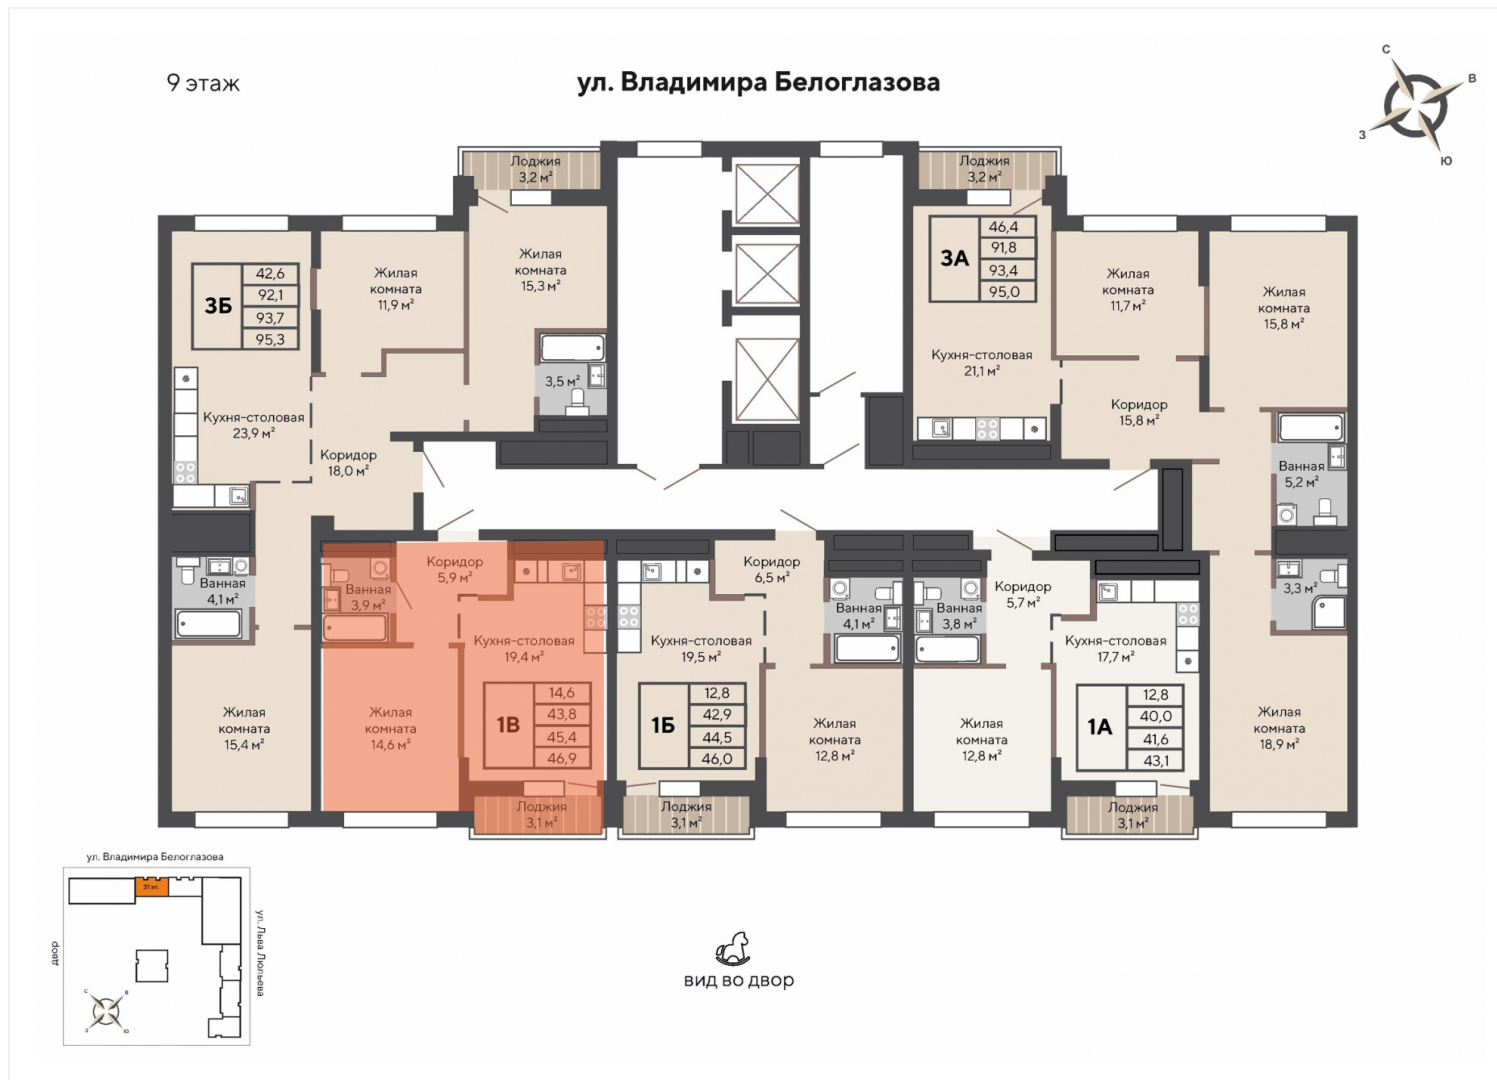 9 этаж
ул. Владимира Белоглазова
С
В
З
Ю
Лоджия
3,2 м²
Лоджия
3,2 м²
3Б
42,6
92,1
93,7
95,3
Жилая
комната
11,9 м²
Жилая
комната
15,3 м²
3А
46,4
91,8
93,4
95,0
Жилая
комната
11,7 м²
Жилая
комната
15,8 м²
Кухня-столовая
23,9 м²
3,5 м²
Кухня-столовая
21,1 м²
Коридор
15,8 м²
Коридор
18,0 м²
Ванная
5,2 м²
Ванная
4,1 м²
Ванная
3,9 м²
Коридор
5,9 м²
Коридор
6,5 м²
Ванная
4,1 м²
Ванная
3,8 м²
Коридор
5,7 м²
3,3 м²
Кухня-столовая
19,4 м²
Кухня-столовая
19,5 м²
Кухня-столовая
17,7 м²
Жилая
комната
15,4 м²
Жилая
комната
14,6 м²
1В
14,6
43,8
45,4
46,9
1Б
12,8
42,9
44,5
46,0
Жилая
комната
12,8 м²
Жилая
комната
12,8 м²
1А
12,8
40,0
41,6
43,1
Жилая
комната
18,9 м²
Лоджия
3,1 м²
Лоджия
3,1 м²
Лоджия
3,1 м²
ул. Владимира Белоглазова
31 эт.
двор
ул. Льва Люльева
С
В
З
Ю
вид во двор